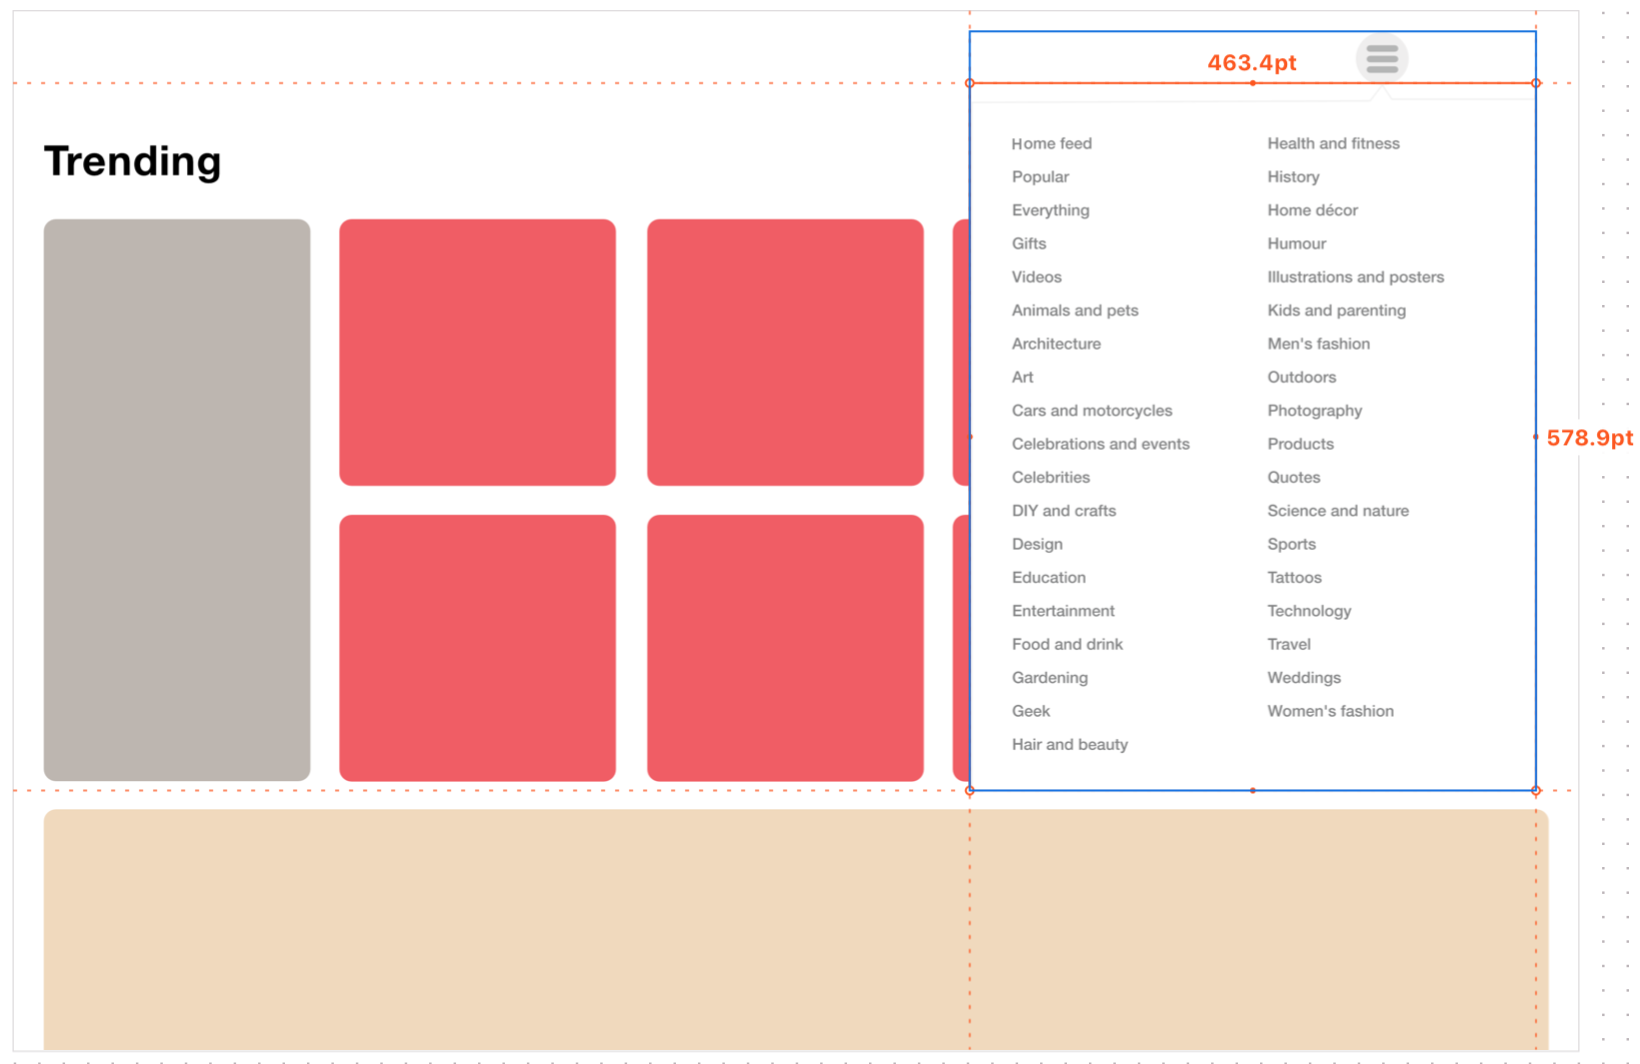 463.4pt
Trending
Home feed
Popular
Everything
Gifts
Videos
Animals and pets
Architecture
Art
Cars and motorcycles
Celebrations and events
Celebrities
DIY and crafts
Design
Education
Entertainment
Food and drink
Gardening
Geek
Hair and beauty
Health and fitness
History
Home décor
Humour
Illustrations and posters
Kids and parenting
Men's fashion
Outdoors
Photography
Products
Quotes
Science and nature
Sports
Tattoos
Technology
Travel
Weddings
Women's fashion
578.9pt